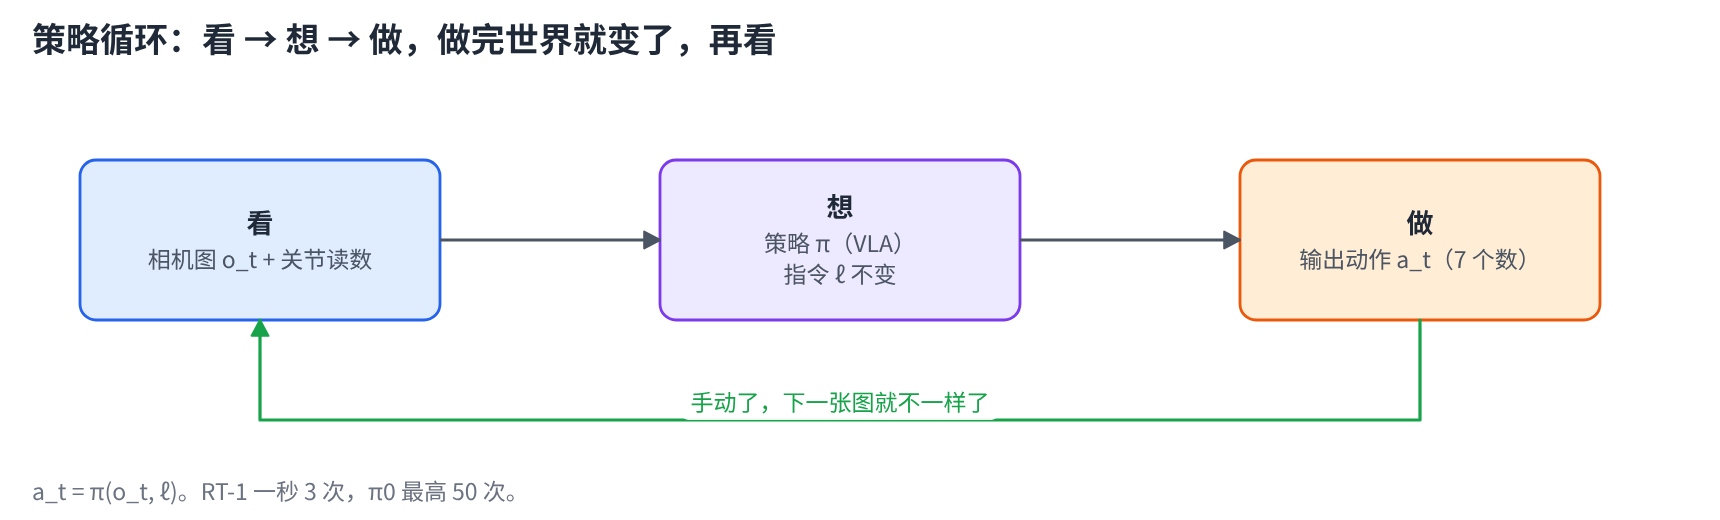 策略循环：看 → 想 → 做，做完世界就变了，再看
看
相机图 o_t + 关节读数
想
策略 π（VLA）
指令 ℓ 不变
做
输出动作 a_t（7 个数）
手动了，下一张图就不一样了
a_t = π(o_t, ℓ)。RT-1 一秒 3 次，π0 最高 50 次。